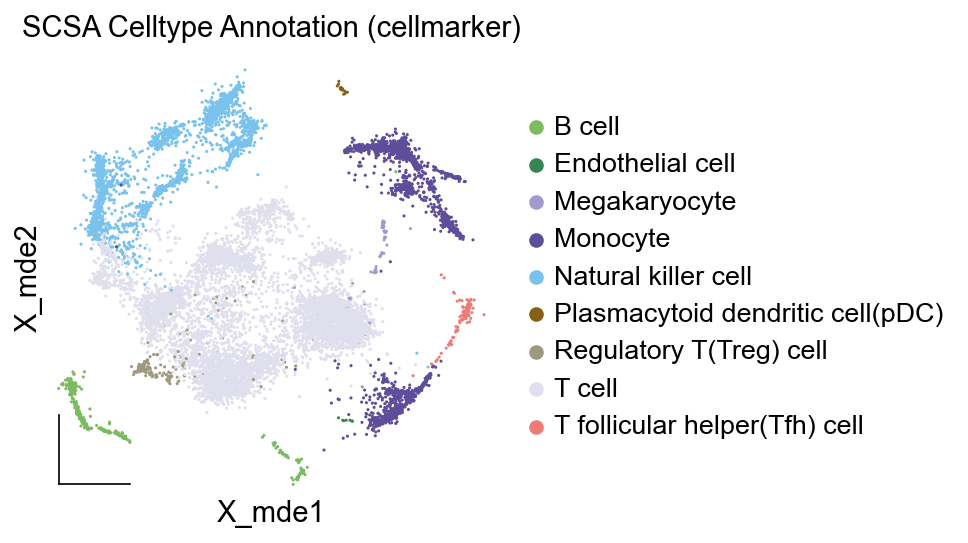 SCSA Celltype Annotation (cellmarker)
B cell
Endothelial cell
Megakaryocyte
Monocyte
Natural killer cell
Plasmacytoid dendritic cell(pDC)
Regulatory T(Treg) cell
T cell
T follicular helper(Tfh) cell
X_mde2
X_mde1